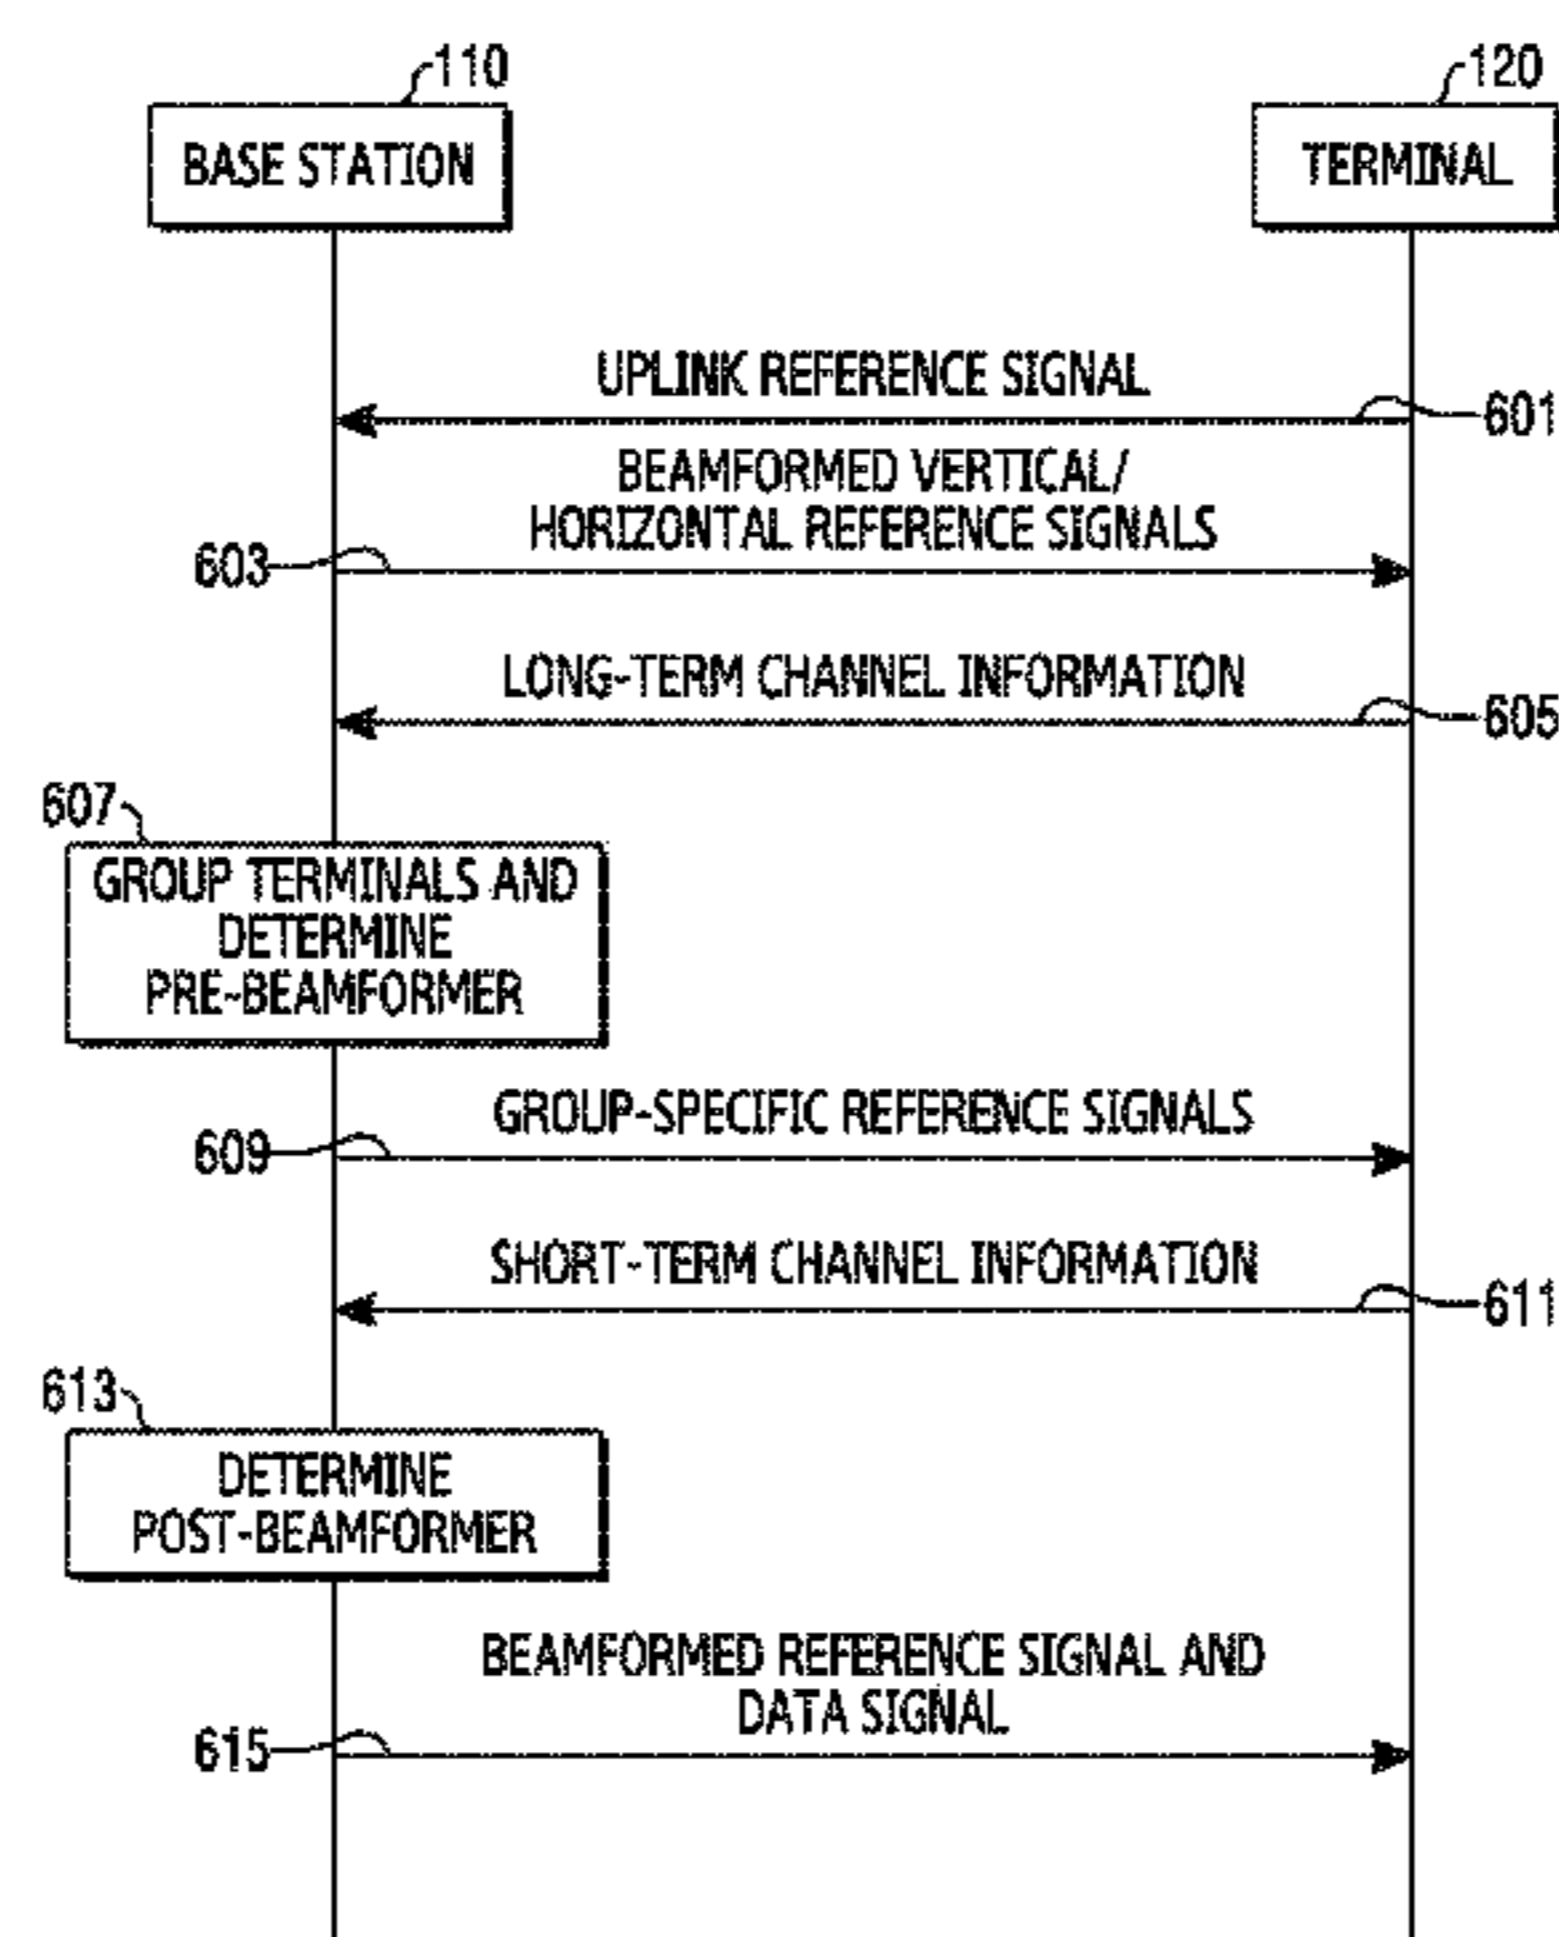 110
120
BASE STATION
TERMINAL
UPLINK REFERENCE SIGNAL
601
BEAMFORMED VERTICAL/
HORIZONTAL REFERENCE SIGNALS
603
LONG-TERM CHANNEL INFORMATION
605
607
GROUP TERMINALS AND
DETERMINE
PRE-BEAMFORMER
GROUP-SPECIFIC REFERENCE SIGNALS
609
SHORT-TERM CHANNEL INFORMATION
611
613
DETERMINE
POST-BEAMFORMER
BEAMFORMED REFERENCE SIGNAL AND
DATA SIGNAL
615